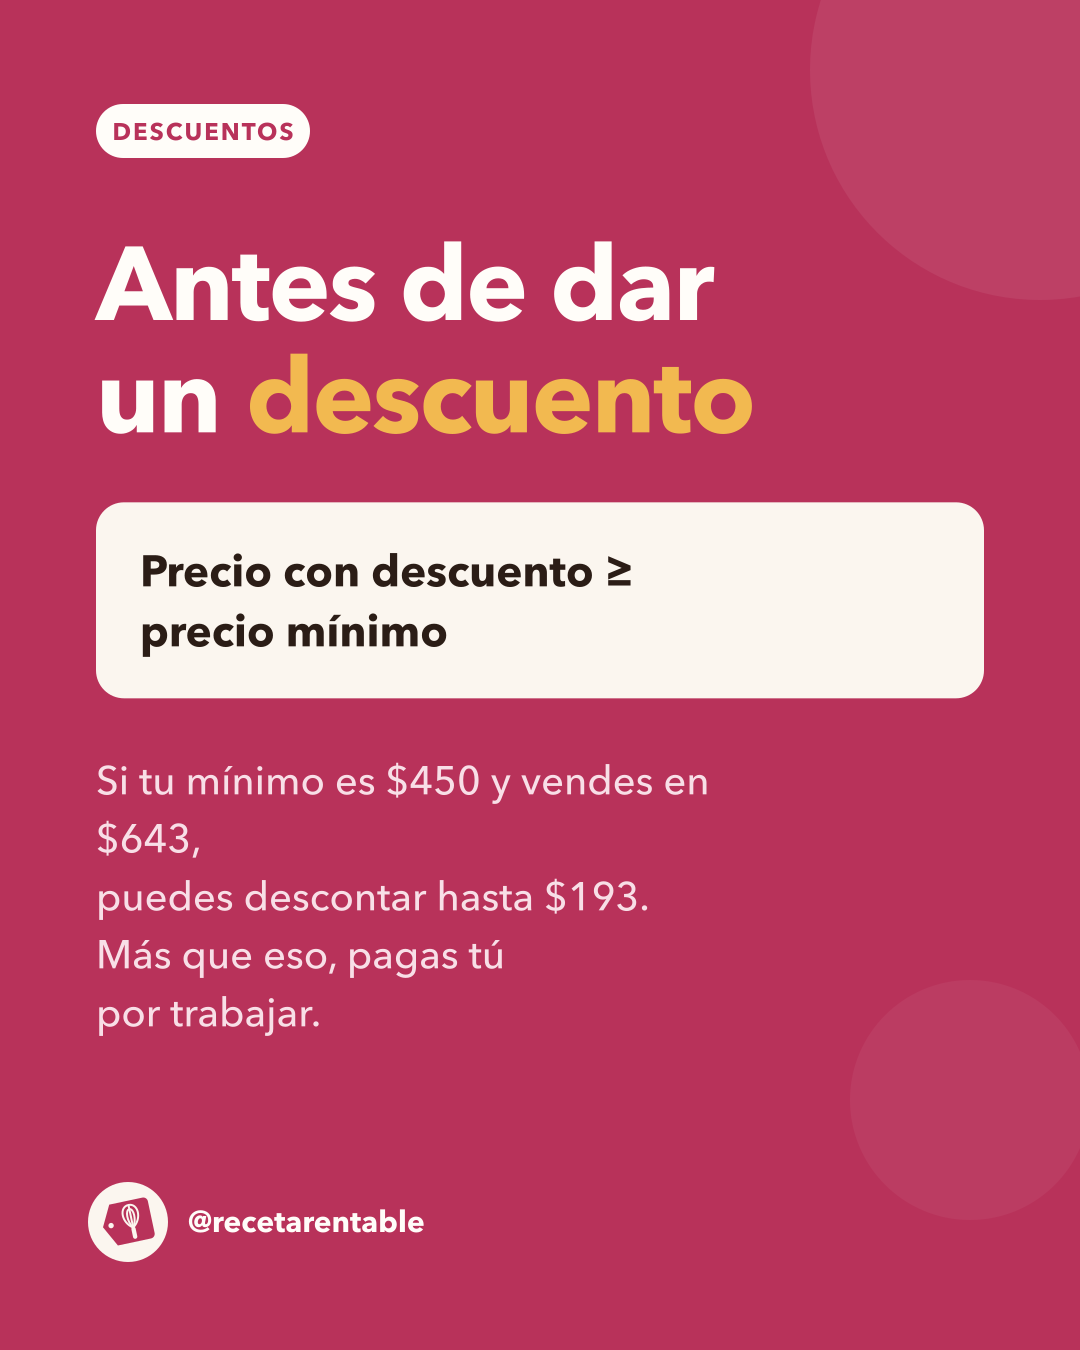 DESCUENTOS
Antes de dar
un descuento
Precio con descuento ≥
precio mínimo
Si tu mínimo es $450 y vendes en
$643,
puedes descontar hasta $193.
Más que eso, pagas tú
por trabajar.
@recetarentable